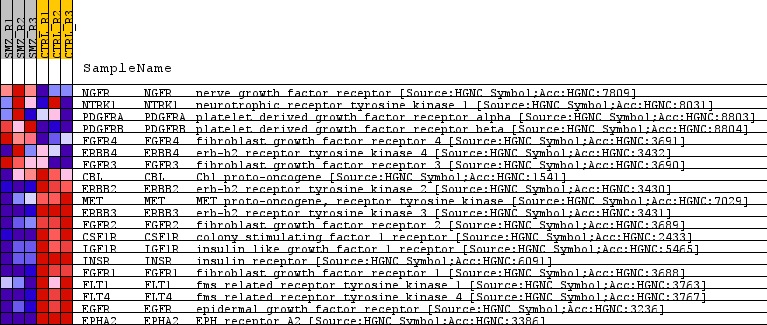 SMZ_R1 SMZ_R2 SMZ_R3 CTRL_R1 CTRL_R2 CTRL_R3
SampleName
NGFR NGFR nerve growth factor receptor [Source:HGNC Symbol;Acc:HGNC:7809]
NTRK1 NTRK1 neurotrophic receptor tyrosine kinase 1 [Source:HGNC Symbol;Acc:HGNC:8031]
PDGFRA PDGFRA platelet derived growth factor receptor alpha [Source:HGNC Symbol;Acc:HGNC:8803]
PDGFRB PDGFRB platelet derived growth factor receptor beta [Source:HGNC Symbol;Acc:HGNC:8804]
FGFR4 FGFR4 fibroblast growth factor receptor 4 [Source:HGNC Symbol;Acc:HGNC:3691]
ERBB4 ERBB4 erb-b2 receptor tyrosine kinase 4 [Source:HGNC Symbol;Acc:HGNC:3432]
FGFR3 FGFR3 fibroblast growth factor receptor 3 [Source:HGNC Symbol;Acc:HGNC:3690]
CBL CBL Cbl proto-oncogene [Source:HGNC Symbol;Acc:HGNC:1541]
ERBB2 ERBB2 erb-b2 receptor tyrosine kinase 2 [Source:HGNC Symbol;Acc:HGNC:3430]
MET MET MET proto-oncogene, receptor tyrosine kinase [Source:HGNC Symbol;Acc:HGNC:7029]
ERBB3 ERBB3 erb-b2 receptor tyrosine kinase 3 [Source:HGNC Symbol;Acc:HGNC:3431]
FGFR2 FGFR2 fibroblast growth factor receptor 2 [Source:HGNC Symbol;Acc:HGNC:3689]
CSF1R CSF1R colony stimulating factor 1 receptor [Source:HGNC Symbol;Acc:HGNC:2433]
IGF1R IGF1R insulin like growth factor 1 receptor [Source:HGNC Symbol;Acc:HGNC:5465]
INSR INSR insulin receptor [Source:HGNC Symbol;Acc:HGNC:6091]
FGFR1 FGFR1 fibroblast growth factor receptor 1 [Source:HGNC Symbol;Acc:HGNC:3688]
FLT1 FLT1 fms related receptor tyrosine kinase 1 [Source:HGNC Symbol;Acc:HGNC:3763]
FLT4 FLT4 fms related receptor tyrosine kinase 4 [Source:HGNC Symbol;Acc:HGNC:3767]
EGFR EGFR epidermal growth factor receptor [Source:HGNC Symbol;Acc:HGNC:3236]
EPHA2 EPHA2 EPH receptor A2 [Source:HGNC Symbol;Acc:HGNC:3386]